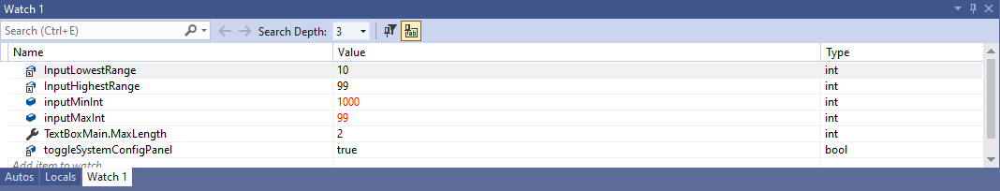 Watch 1
Search (Ctrl+E) Search Depth: 3
Name Value Type
InputLowestRange 10 int
InputHighestRange 99 int
inputMinInt 1000 int
inputMaxInt 99 int
TextBoxMain.MaxLength 2 int
toggleSystemConfigPanel true bool
Add item to watch
Autos Locals Watch 1